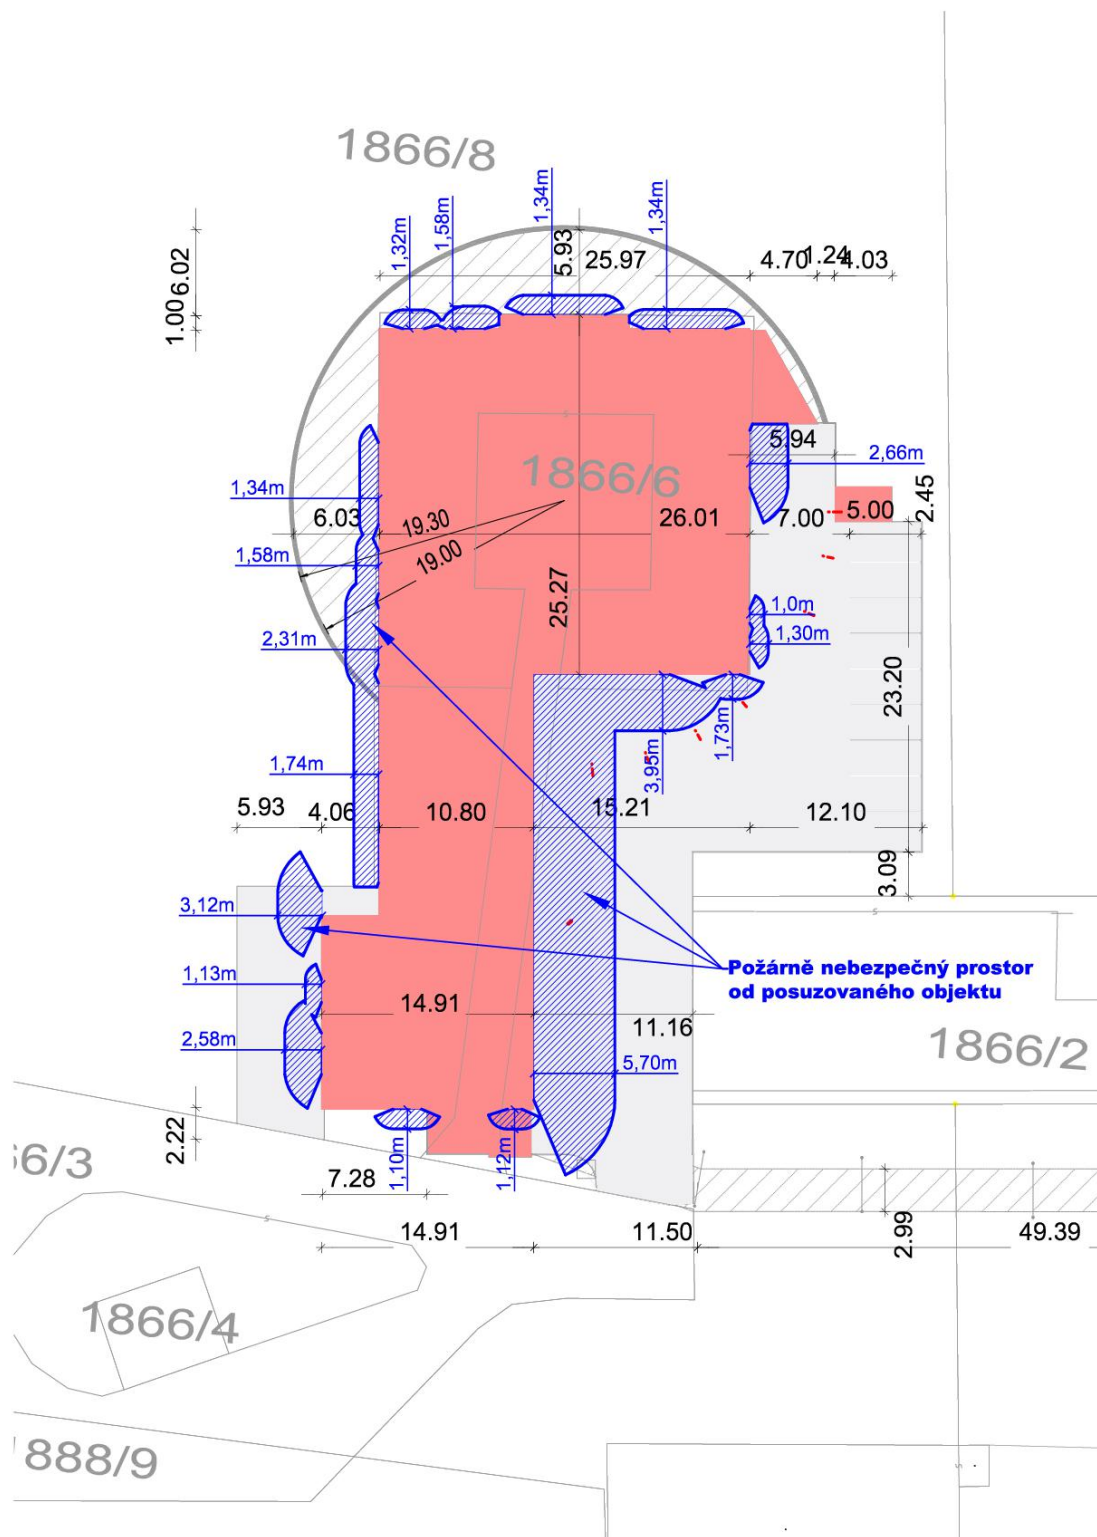 1866/8
1,34m
1,34m
1,58m
1,32m
5.93
25.97
4.70
1.24
4.03
6.02
1.00
5.94
2,66m
1866/6
1,34m
6.03
19.30
26.01
7.00
5.00
2.45
1,58m
19.00
25.27
1,0m
2,31m
1,30m
23.20
1,73m
3,95m
1,74m
5.93
4.06
10.80
15.21
12.10
3.09
3,12m
Požárně nebezpečný prostor
od posuzovaného objektu
1,13m
14.91
11.16
2,58m
1866/2
5,70m
2.22
66/3
7.28
1,10m
1,12m
14.91
11.50
2.99
49.39
1866/4
888/9